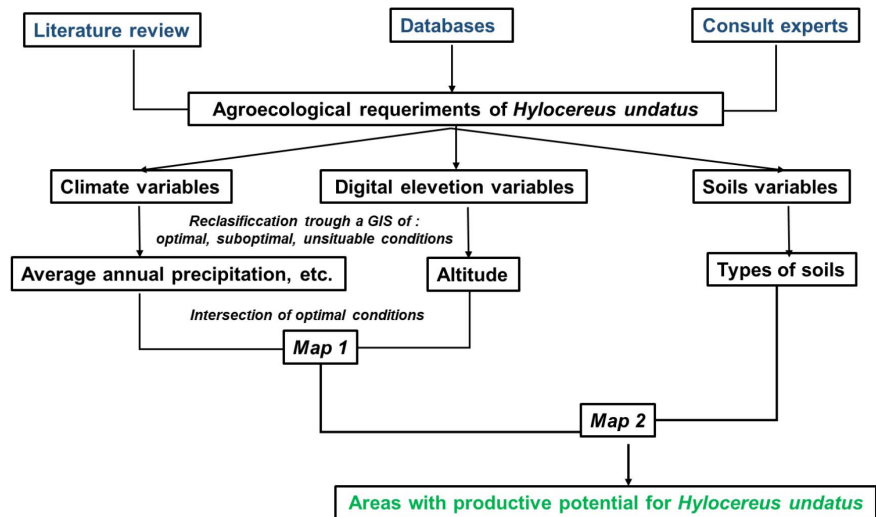 Literature review
Databases
Consult experts
Agroecological requeriments of Hylocereus undatus
Climate variables
Digital elevetion variables
Soils variables
Reclasificcation trough a GIS of :
optimal, suboptimal, unsituable conditions
Average annual precipitation, etc.
Altitude
Types of soils
Intersection of optimal conditions
Map 1
Map 2
Areas with productive potential for Hylocereus undatus